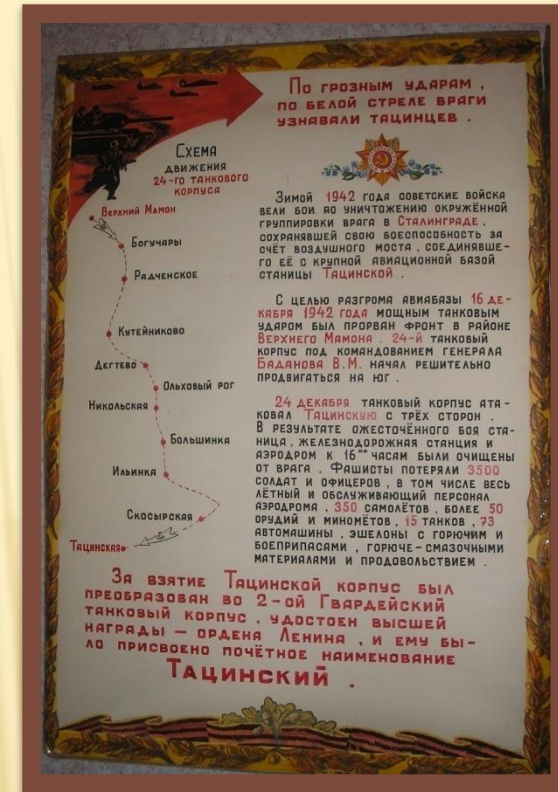 По грозным ударам,
по белой стреле враги
узнавали тацинцев.
Схема
движения
24-го танкового
корпуса
Верхний Мамон
Богучары
Радченское
Кутейниково
Дегтево
Ольховый рог
Никольская
Большинка
Ильинка
Скосырская
Тацинская
Зимой 1942 года советские войска
вели бои по уничтожению окружённой
группировки врага в Сталинграде,
сохранявшей свою боеспособность за
счёт воздушного моста, соединявше-
го её с крупной авиационной базой
станицы Тацинской.
С целью разгрома авиабазы 16 де-
кабря 1942 года мощным танковым
ударом был прорван фронт в районе
Верхнего Мамона. 24-й танковый
корпус под командованием генерала
Баданова В.М. начал решительно
продвигаться на юг.
24 декабря танковый корпус ата-
ковал Тацинскую с трёх сторон.
В результате ожесточённого боя ста-
ница, железнодорожная станция и
аэродром к 16°° часам были очищены
от врага. Фашисты потеряли 3500
солдат и офицеров, в том числе весь
лётный и обслуживающий персонал
аэродрома, 350 самолётов, более 50
орудий и миномётов, 15 танков, 73
автомашины, эшелоны с горючим и
боеприпасами, горюче-смазочными
материалами и продовольствием.
За взятие Тацинской корпус был
преобразован во 2-ой Гвардейский
танковый корпус, удостоен высшей
награды — ордена Ленина, и ему бы-
ло присвоено почётное наименование
Тацинский.